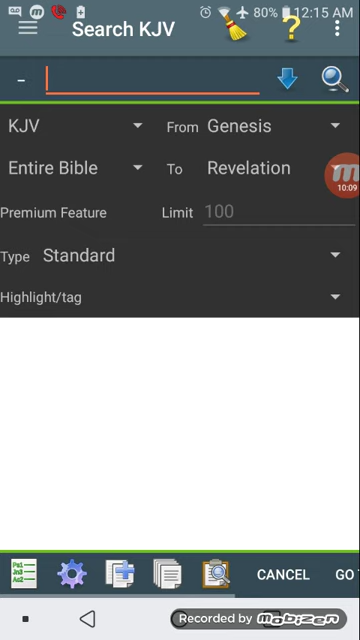 80% 12:15 AM
Search KJV
?
-
KJV From Genesis
Entire Bible To Revelation
10:09
Premium Feature Limit 100
Type Standard
Highlight/tag
CANCEL GO
Recorded by mobizen